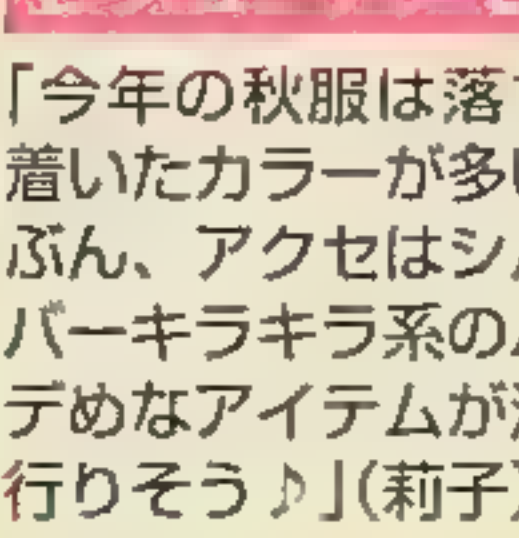 「今年の秋服は落
着いたカラーが多
ぶん、アクセはシ
バーキラキラ系の
デめなアイテムが
行りそう♪」(莉子